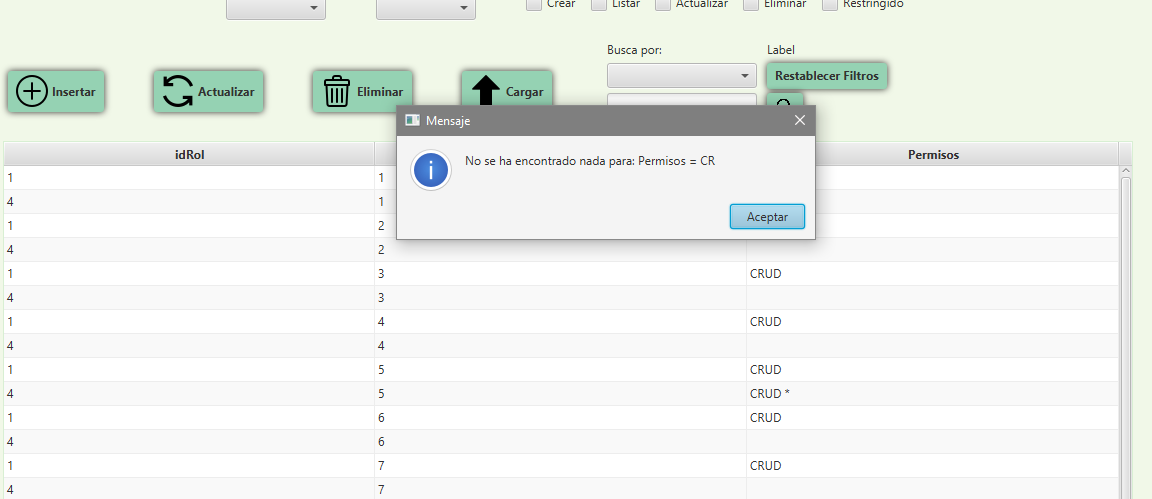 Crear Listar Actualizar Eliminar Restringido
Busca por: Label
Restablecer Filtros
Insertar Actualizar Eliminar Cargar
Mensaje
No se ha encontrado nada para: Permisos = CR
Aceptar
idRol Permisos
1 1
4 1
1 2
4 2
1 3 CRUD
4 3
1 4 CRUD
4 4
1 5 CRUD
4 5 CRUD *
1 6 CRUD
4 6
1 7 CRUD
4 7